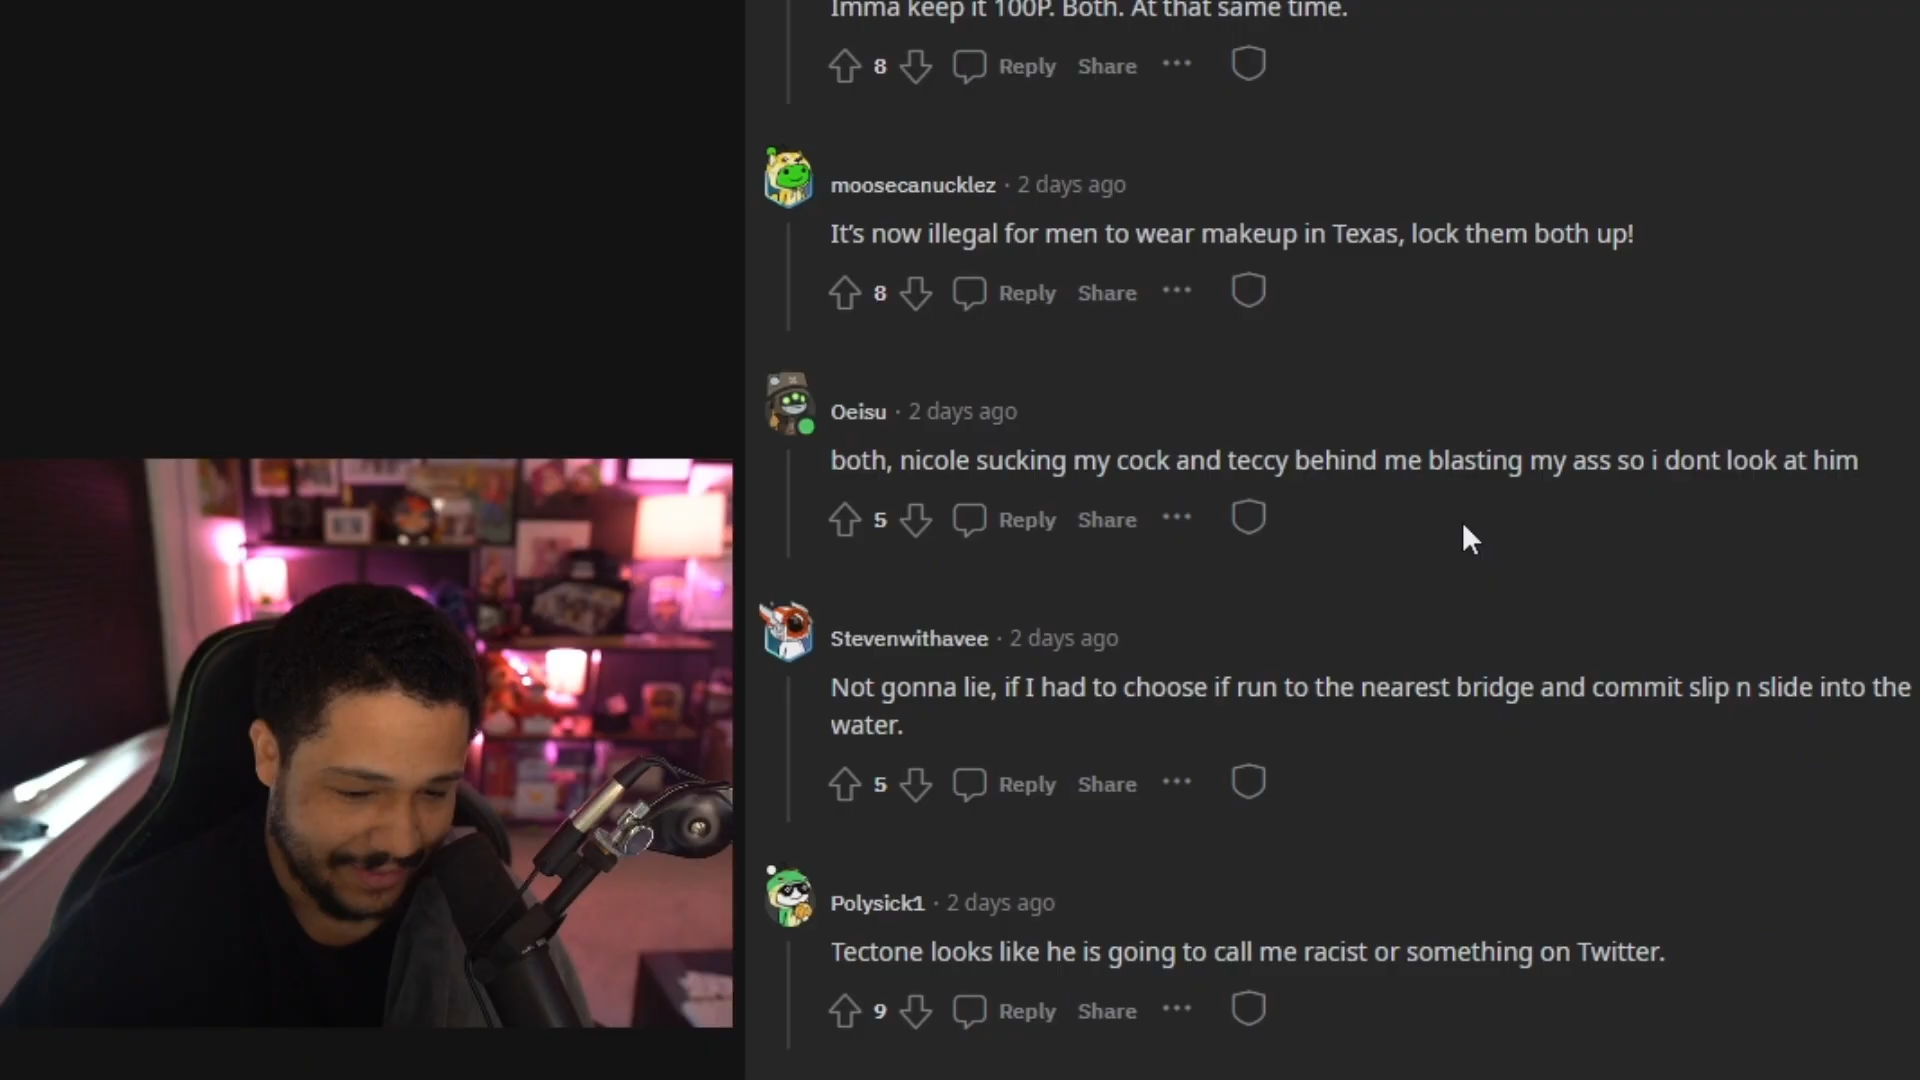 Imma keep it 100P. Both. At that same time.
8 Reply Share
moosecanucklez · 2 days ago
It's now illegal for men to wear makeup in Texas, lock them both up!
8 Reply Share
Oeisu · 2 days ago
both, nicole sucking my cock and teccy behind me blasting my ass so i dont look at him
5 Reply Share
Stevenwithavee · 2 days ago
Not gonna lie, if I had to choose if run to the nearest bridge and commit slip n slide into the
water.
5 Reply Share
Polysick1 · 2 days ago
Tectone looks like he is going to call me racist or something on Twitter.
9 Reply Share